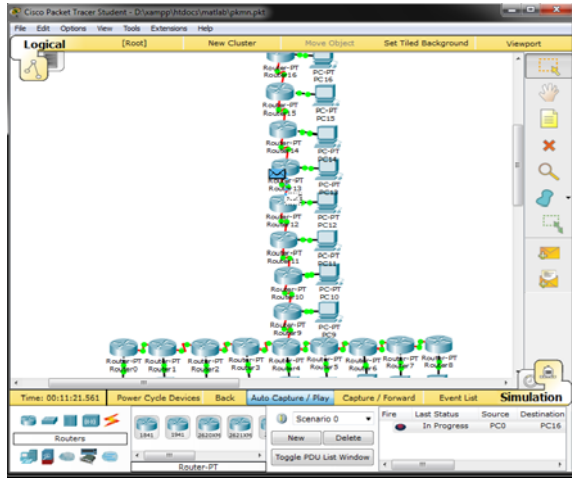 Cisco Packet Tracer Student - D:\xampp\htdocs\matlab\pkmn.pkt
File Edit Options View Tools Extensions Help
Logical [Root] New Cluster Move Object Set Tiled Background Viewport
Router-PT PC-PT
Router16 PC16
Router-PT PC-PT
Router15 PC15
Router-PT PC-PT
Router14 PC14
Router-PT PC-PT
Router13 PC13
Router-PT PC-PT
Router12 PC12
Router-PT PC-PT
Router11 PC11
Router-PT PC-PT
Router10 PC10
Router-PT PC-PT
Router9 PC9
Router-PT Router-PT Router-PT Router-PT Router-PT Router-PT Router-PT Router-PT Router-PT
Router0 Router1 Router2 Router3 Router4 Router5 Router6 Router7 Router8
Time: 00:11:21.561 Power Cycle Devices Back Auto Capture / Play Capture / Forward Event List Simulation
Routers
1841 1941 2620XM 2621XM
Router-PT
Scenario 0
New Delete
Toggle PDU List Window
Fire Last Status Source Destination
In Progress PC0 PC16